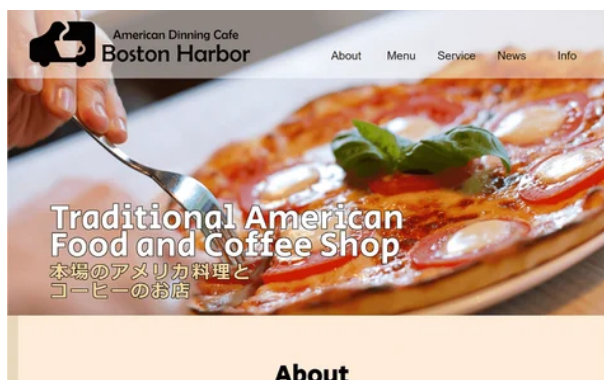 American Dinning Cafe
Boston Harbor
About Menu Service News Info
Traditional American
Food and Coffee Shop
本場のアメリカ料理と
コーヒーのお店
About